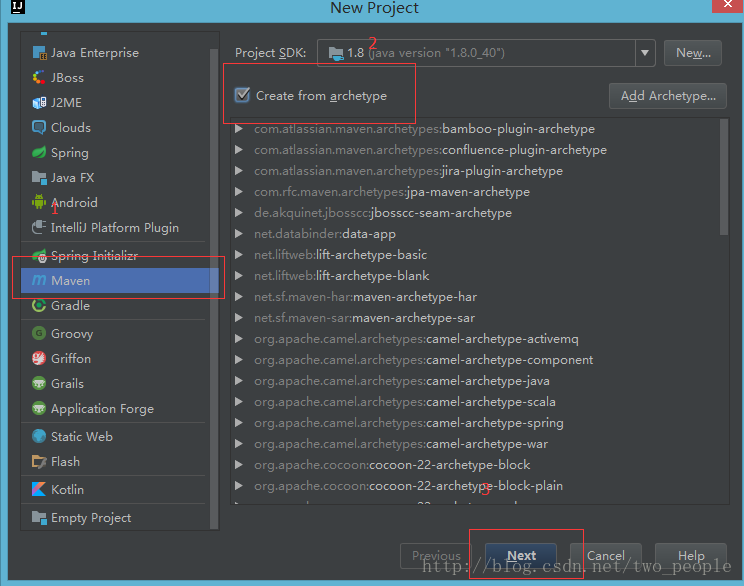 IJ
New Project
Java Enterprise
JBoss
J2ME
Clouds
Spring
Java FX
Android
1
IntelliJ Platform Plugin
Spring Initializr
Maven
Gradle
Groovy
Griffon
Grails
Application Forge
Static Web
Flash
Kotlin
Empty Project
Project SDK: 1.8 (java version "1.8.0_40") New...
2
Create from archetype
Add Archetype...
com.atlassian.maven.archetypes:bamboo-plugin-archetype
com.atlassian.maven.archetypes:confluence-plugin-archetype
com.atlassian.maven.archetypes:jira-plugin-archetype
com.rfc.maven.archetypes:jpa-maven-archetype
de.akquinet.jbosscc:jbosscc-seam-archetype
net.databinder:data-app
net.liftweb:lift-archetype-basic
net.liftweb:lift-archetype-blank
net.sf.maven-har:maven-archetype-har
net.sf.maven-sar:maven-archetype-sar
org.apache.camel.archetypes:camel-archetype-activemq
org.apache.camel.archetypes:camel-archetype-component
org.apache.camel.archetypes:camel-archetype-java
org.apache.camel.archetypes:camel-archetype-scala
org.apache.camel.archetypes:camel-archetype-spring
org.apache.camel.archetypes:camel-archetype-war
org.apache.cocoon:cocoon-22-archetype-block
org.apache.cocoon:cocoon-22-archetype-block-plain
3
Previous Next Cancel Help
http://blog.csdn.net/two_people